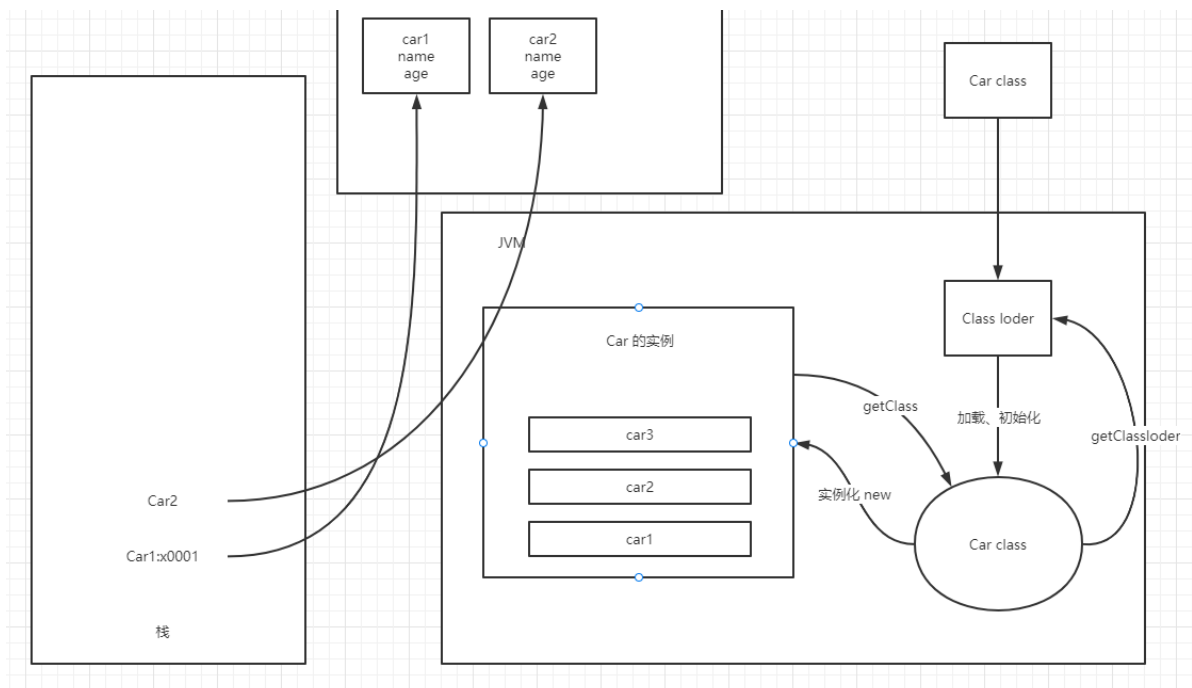 car1
name
age
car2
name
age
Car class
JVM
Class loder
Car 的实例
getClass
加载、初始化
getClassloder
car3
car2
实例化 new
car1
Car class
Car2
Car1:x0001
栈